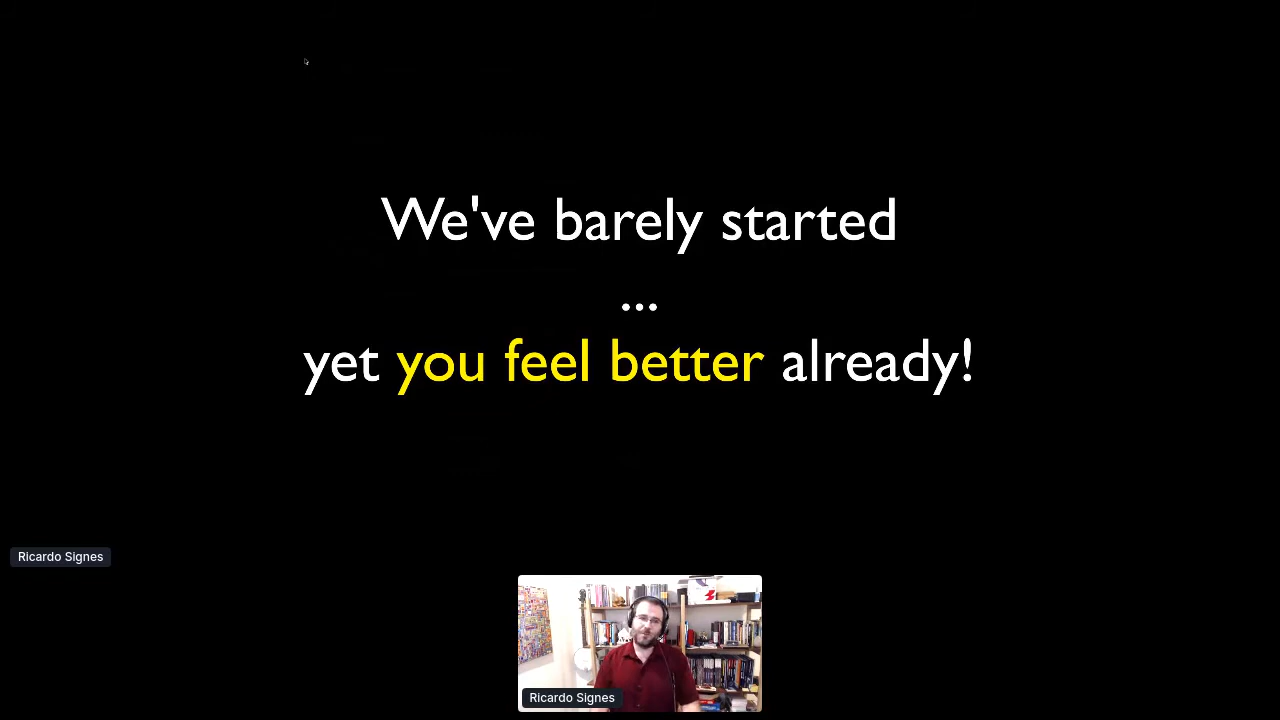 We've barely started
...
yet you feel better already!
Ricardo Signes
Ricardo Signes